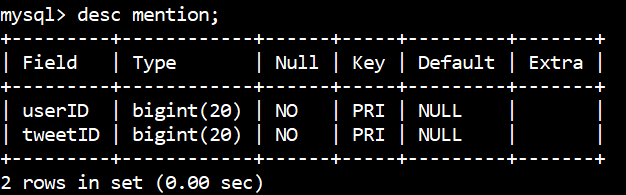 mysql> desc mention;
+---------+------------+------+-----+---------+-------+
| Field   | Type       | Null | Key | Default | Extra |
+---------+------------+------+-----+---------+-------+
| userID  | bigint(20) | NO   | PRI | NULL    |       |
| tweetID | bigint(20) | NO   | PRI | NULL    |       |
+---------+------------+------+-----+---------+-------+
2 rows in set (0.00 sec)